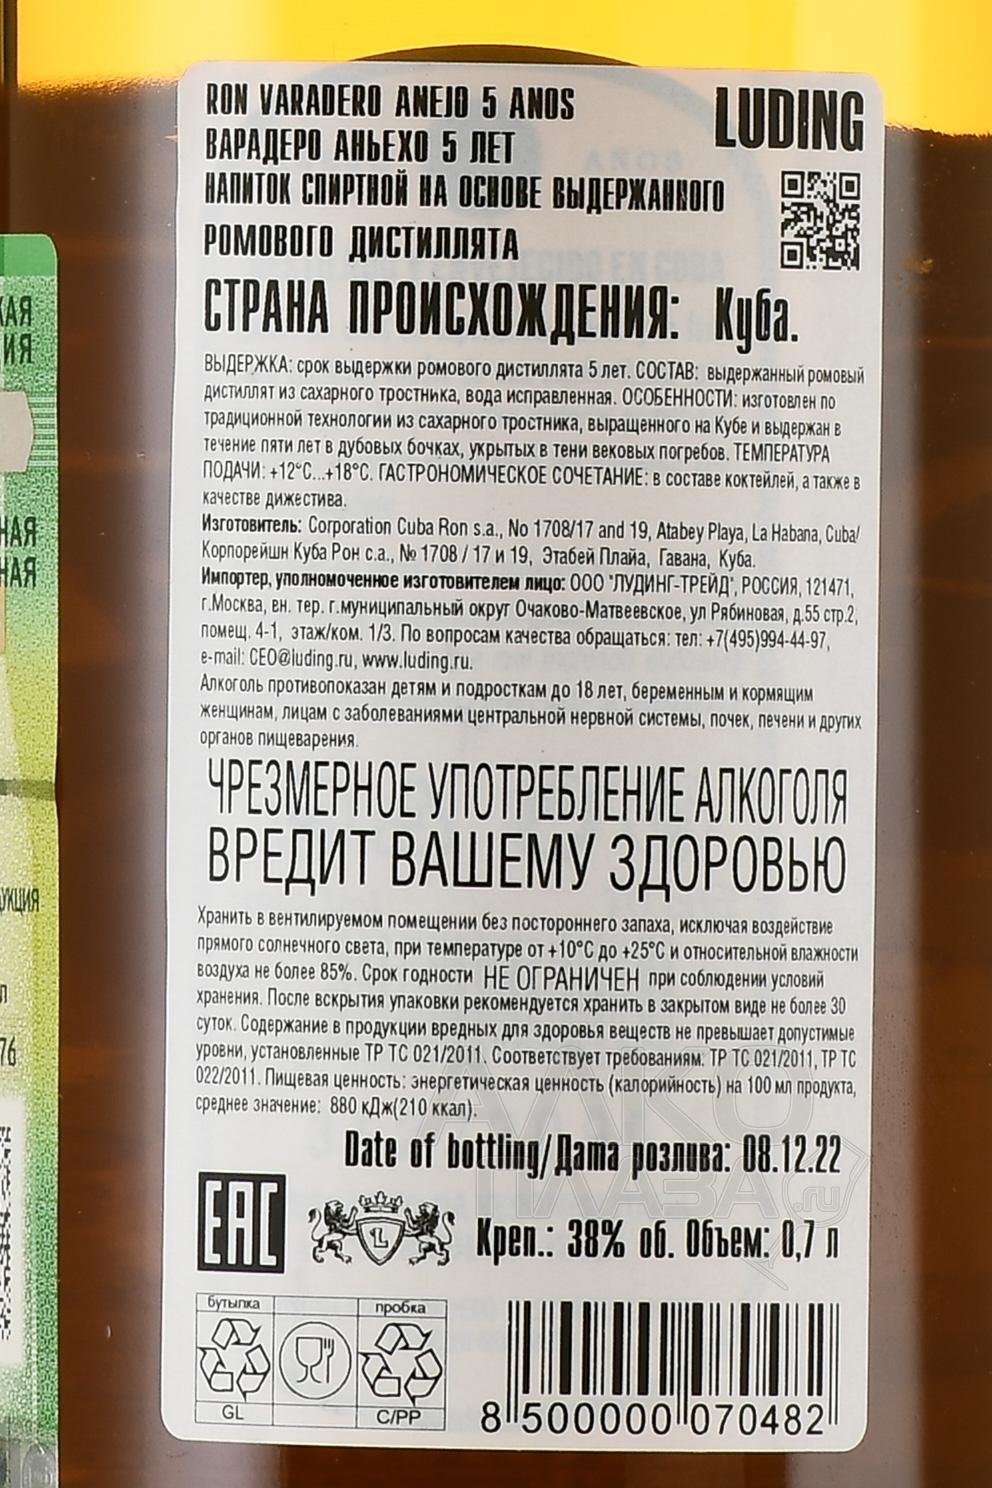 RON VARADERO ANEJO 5 ANOS
LUDING
ВАРАДЕРО АНЬЕХО 5 ЛЕТ
НАПИТОК СПИРТНОЙ НА ОСНОВЕ ВЫДЕРЖАННОГО
РОМОВОГО ДИСТИЛЛЯТА
СТРАНА ПРОИСХОЖДЕНИЯ: Куба.
ВЫДЕРЖКА: срок выдержки ромового дистиллята 5 лет. СОСТАВ: выдержанный ромовый
дистиллят из сахарного тростника, вода исправленная. ОСОБЕННОСТИ: изготовлен по
традиционной технологии из сахарного тростника, выращенного на Кубе и выдержан в
течение пяти лет в дубовых бочках, укрытых в тени вековых погребов. ТЕМПЕРАТУРА
ПОДАЧИ: +12°C...+18°C. ГАСТРОНОМИЧЕСКОЕ СОЧЕТАНИЕ: в составе коктейлей, а также в
качестве дижестива.
Изготовитель: Corporation Cuba Ron s.a., No 1708/17 and 19, Atabey Playa, La Habana, Cuba/
Корпорейшн Куба Рон с.а., № 1708 / 17 и 19, Этабей Плайа, Гавана, Куба.
Импортер, уполномоченное изготовителем лицо: ООО "ЛУДИНГ-ТРЕЙД", РОССИЯ, 121471,
г.Москва, вн. тер. г.муниципальный округ Очаково-Матвеевское, ул Рябиновая, д.55 стр.2,
помещ. 4-1, этаж/ком. 1/3. По вопросам качества обращаться: тел: +7(495)994-44-97,
e-mail: CEO@luding.ru, www.luding.ru.
Алкоголь противопоказан детям и подросткам до 18 лет, беременным и кормящим
женщинам, лицам с заболеваниями центральной нервной системы, почек, печени и других
органов пищеварения.
ЧРЕЗМЕРНОЕ УПОТРЕБЛЕНИЕ АЛКОГОЛЯ
ВРЕДИТ ВАШЕМУ ЗДОРОВЬЮ
Хранить в вентилируемом помещении без постороннего запаха, исключая воздействие
прямого солнечного света, при температуре от +10°C до +25°C и относительной влажности
воздуха не более 85%. Срок годности НЕ ОГРАНИЧЕН при соблюдении условий
хранения. После вскрытия упаковки рекомендуется хранить в закрытом виде не более 30
суток. Содержание в продукции вредных для здоровья веществ не превышает допустимые
уровни, установленные ТР ТС 021/2011. Соответствует требованиям: ТР ТС 021/2011, ТР ТС
022/2011. Пищевая ценность: энергетическая ценность (калорийность) на 100 мл продукта,
среднее значение: 880 кДж(210 ккал).
Date of bottling/Дата розлива: 08.12.22
EAC
L
Креп.: 38% об. Объем: 0,7 л
бутылка пробка
GL C/PP
8 500000 070482
АЛКО
ПЛАЗА.ru
76